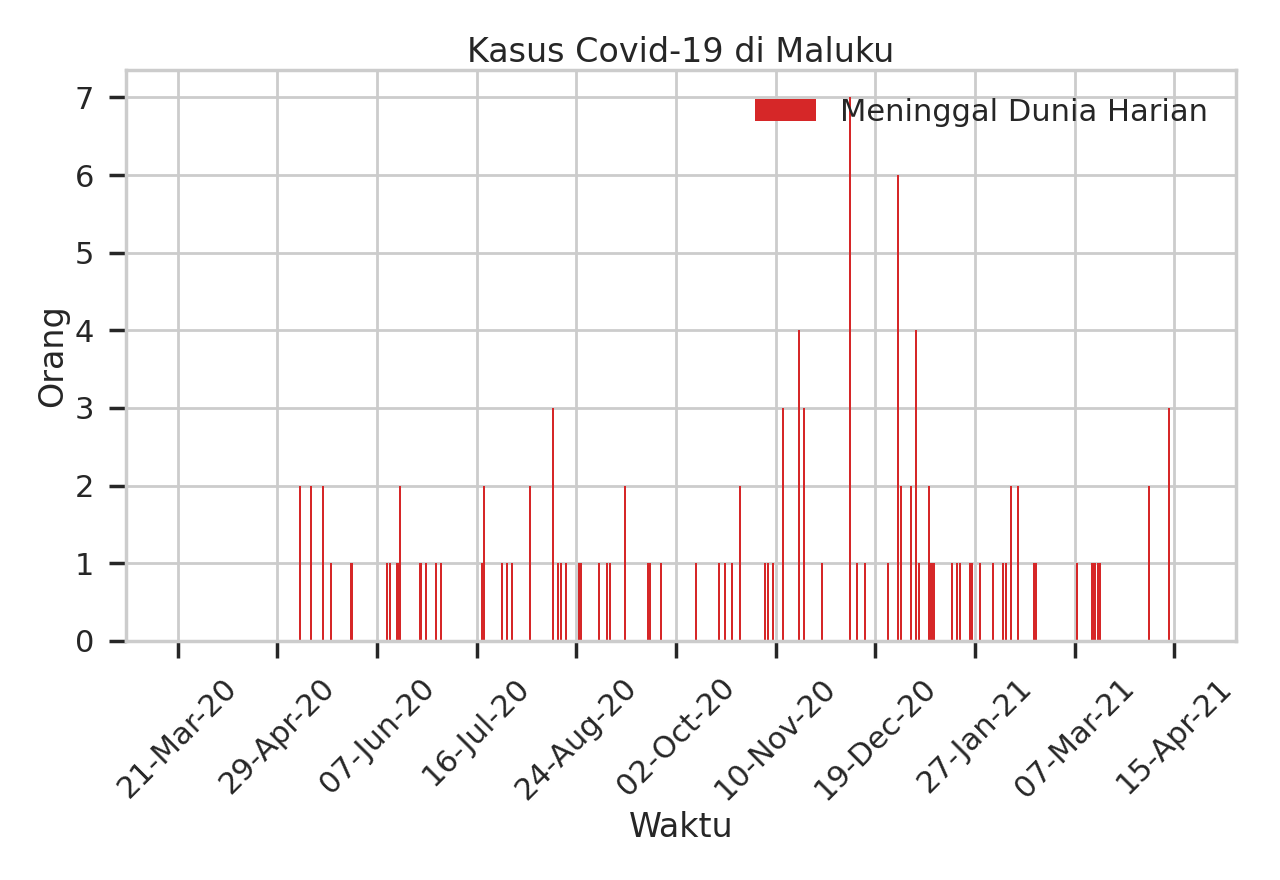 Kasus Covid-19 di Maluku
Meninggal Dunia Harian
Orang
7
6
5
4
3
2
1
0
21-Mar-20
29-Apr-20
07-Jun-20
16-Jul-20
24-Aug-20
02-Oct-20
10-Nov-20
19-Dec-20
27-Jan-21
07-Mar-21
15-Apr-21
Waktu